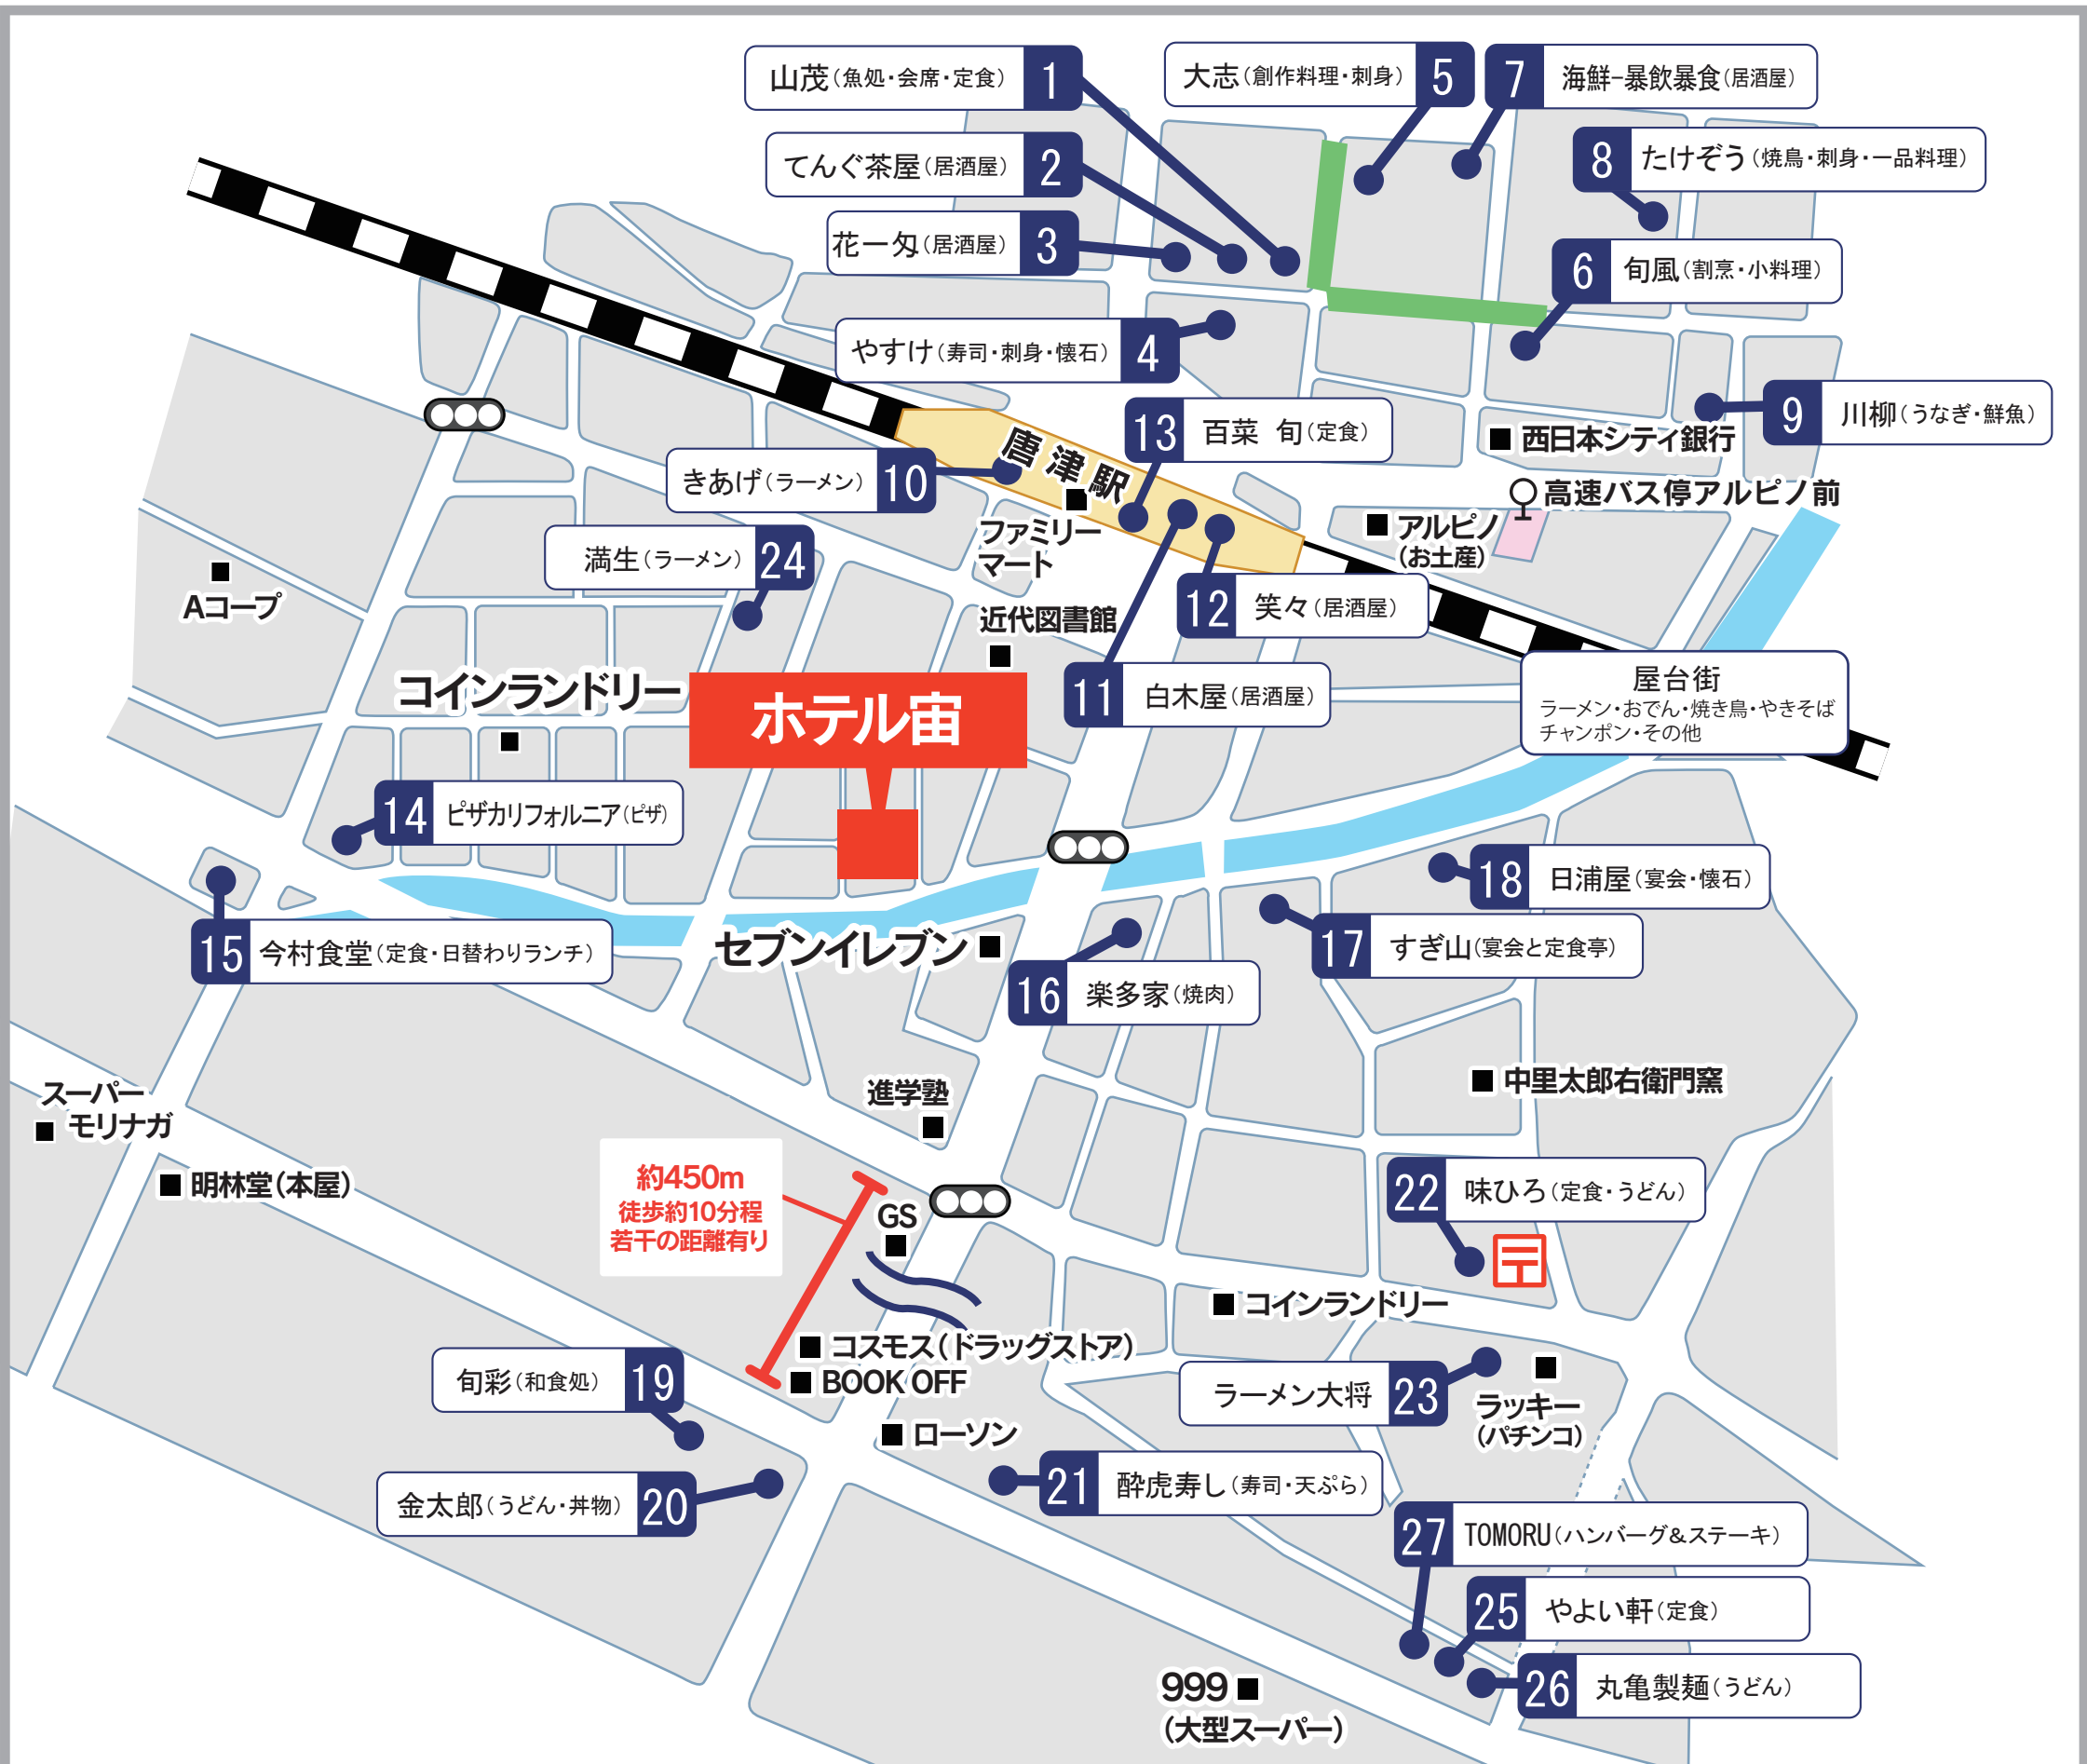 山茂（魚処・会席・定食） 1
大志（創作料理・刺身） 5
7 海鮮-暴飲暴食（居酒屋）
てんぐ茶屋（居酒屋） 2
8 たけぞう（焼鳥・刺身・一品料理）
花一匁（居酒屋） 3
6 旬風（割烹・小料理）
やすけ（寿司・刺身・懐石） 4
9 川柳（うなぎ・鮮魚）
13 百菜 旬（定食）
西日本シティ銀行
唐津駅
きあげ（ラーメン） 10
高速バス停アルピノ前
ファミリー
マート
アルピノ
（お土産）
満生（ラーメン） 24
Aコープ
12 笑々（居酒屋）
近代図書館
コインランドリー
11 白木屋（居酒屋）
屋台街
ラーメン・おでん・焼き鳥・やきそば
チャンポン・その他
ホテル宙
14 ピザカリフォルニア（ピザ）
18 日浦屋（宴会・懐石）
15 今村食堂（定食・日替わりランチ）
セブンイレブン
17 すぎ山（宴会と定食亭）
16 楽多家（焼肉）
中里太郎右衛門窯
スーパー
モリナガ
進学塾
明林堂（本屋）
約450m
徒歩約10分程
若干の距離有り
GS
22 味ひろ（定食・うどん）
〒
コインランドリー
コスモス（ドラッグストア）
BOOK OFF
旬彩（和食処） 19
ラーメン大将 23
ラッキー
（パチンコ）
ローソン
金太郎（うどん・丼物） 20
21 酔虎寿し（寿司・天ぷら）
27 TOMORU（ハンバーグ&ステーキ）
25 やよい軒（定食）
26 丸亀製麺（うどん）
999
（大型スーパー）